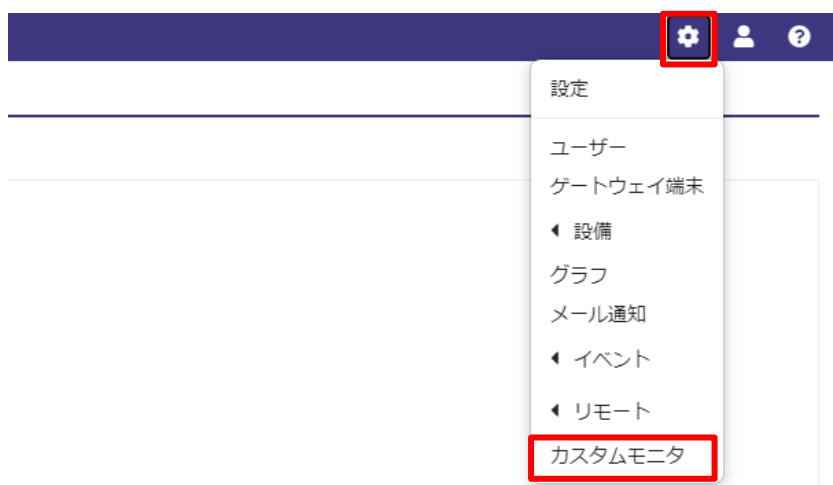 設定
ユーザー
ゲートウェイ端末
設備
グラフ
メール通知
イベント
リモート
カスタムモニタ